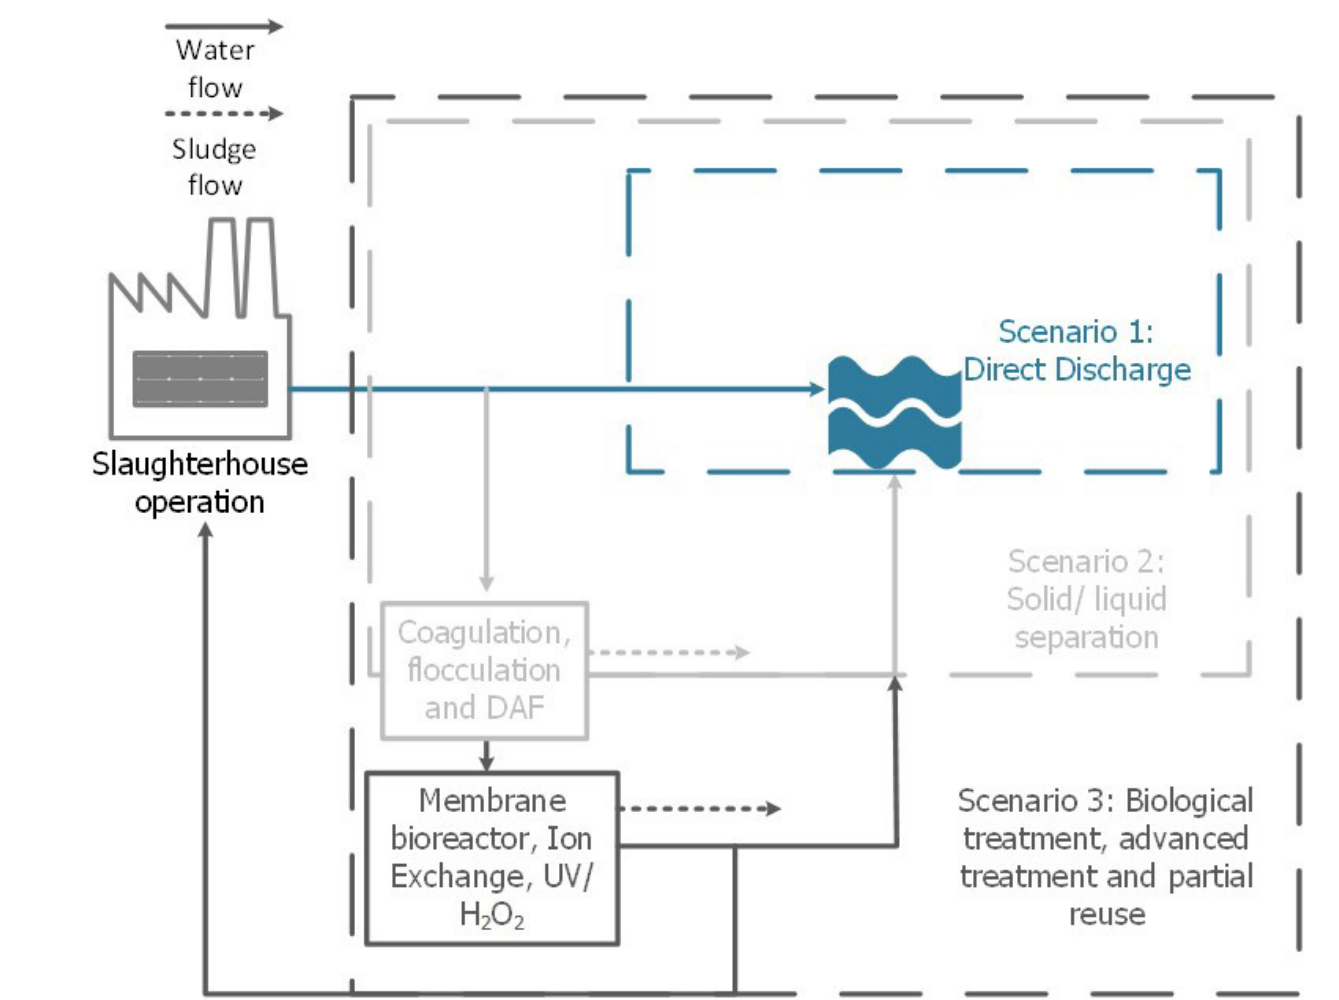 Water
flow
Sludge
flow
Slaughterhouse
operation
Scenario 1:
Direct Discharge
Scenario 2:
Solid/ liquid
separation
Coagulation,
flocculation
and DAF
Membrane
bioreactor, Ion
Exchange, UV/
H₂O₂
Scenario 3: Biological
treatment, advanced
treatment and partial
reuse